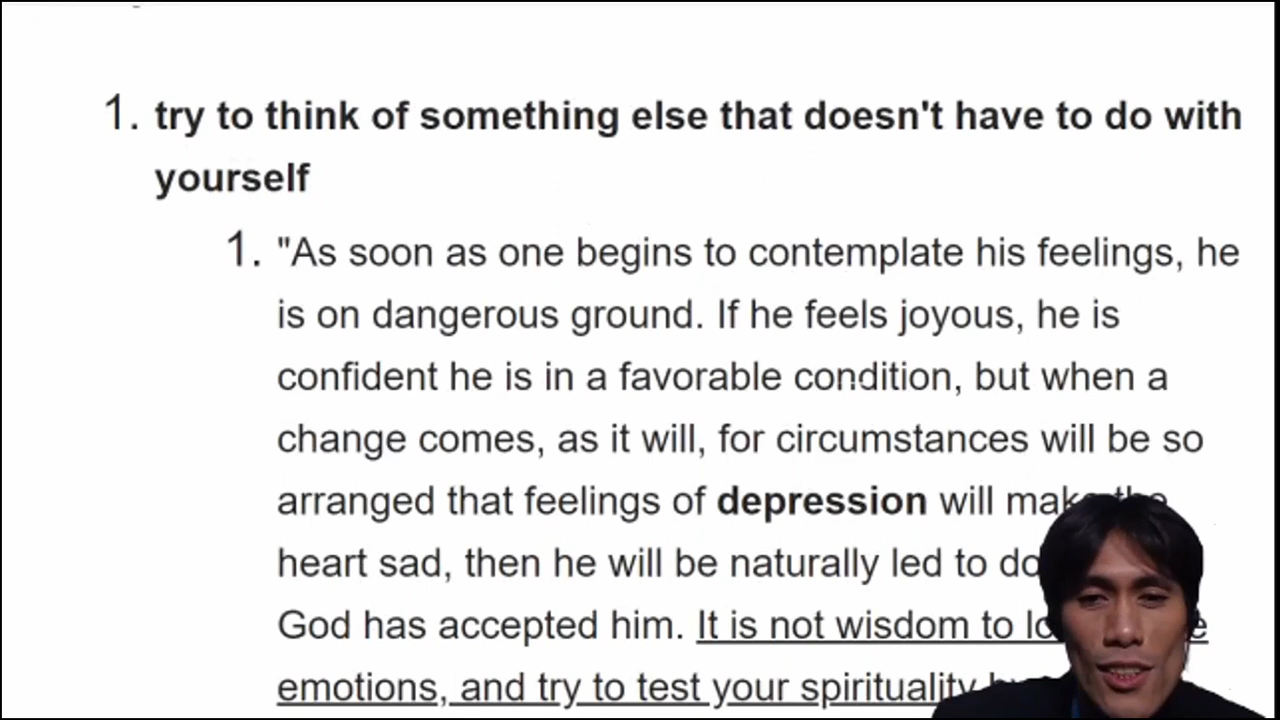 1. try to think of something else that doesn't have to do with
yourself
1. "As soon as one begins to contemplate his feelings, he
is on dangerous ground. If he feels joyous, he is
confident he is in a favorable condition, but when a
change comes, as it will, for circumstances will be so
arranged that feelings of depression will make the
heart sad, then he will be naturally led to
God has accepted him. It is not wisdom to
emotions, and try to test your spirituality